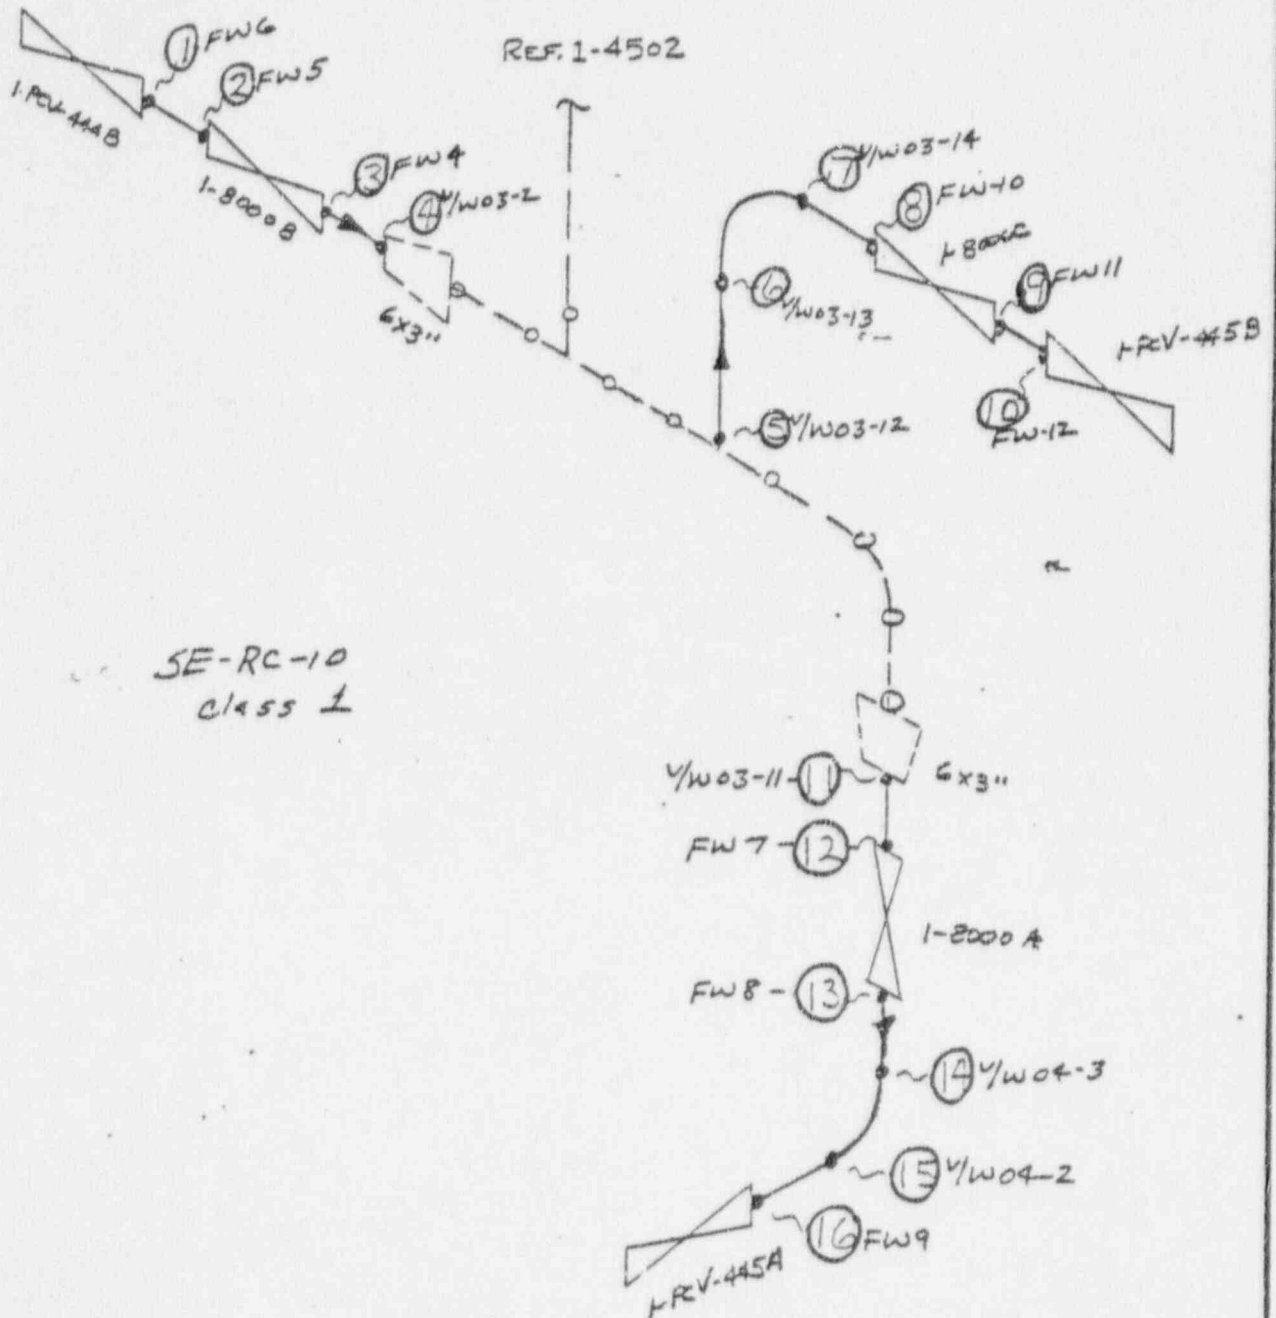 ① FW6
② FW5
REF. 1-4502
1-PCV-444B
③ FW4
1-8000B
④ W03-2
⑦ W03-14
⑧ FW-10
1-8000C
⑨ FW11
6x3"
⑥ W03-13
1-PCV-445B
⑤ W03-12
⑩
FW-12
SE-RC-10
Class 1
W03-11 ⑪
6x3"
FW7 - ⑫
1-8000A
FW8 - ⑬
⑭ W04-3
⑮ W04-2
⑯ FW9
1-PCV-445A